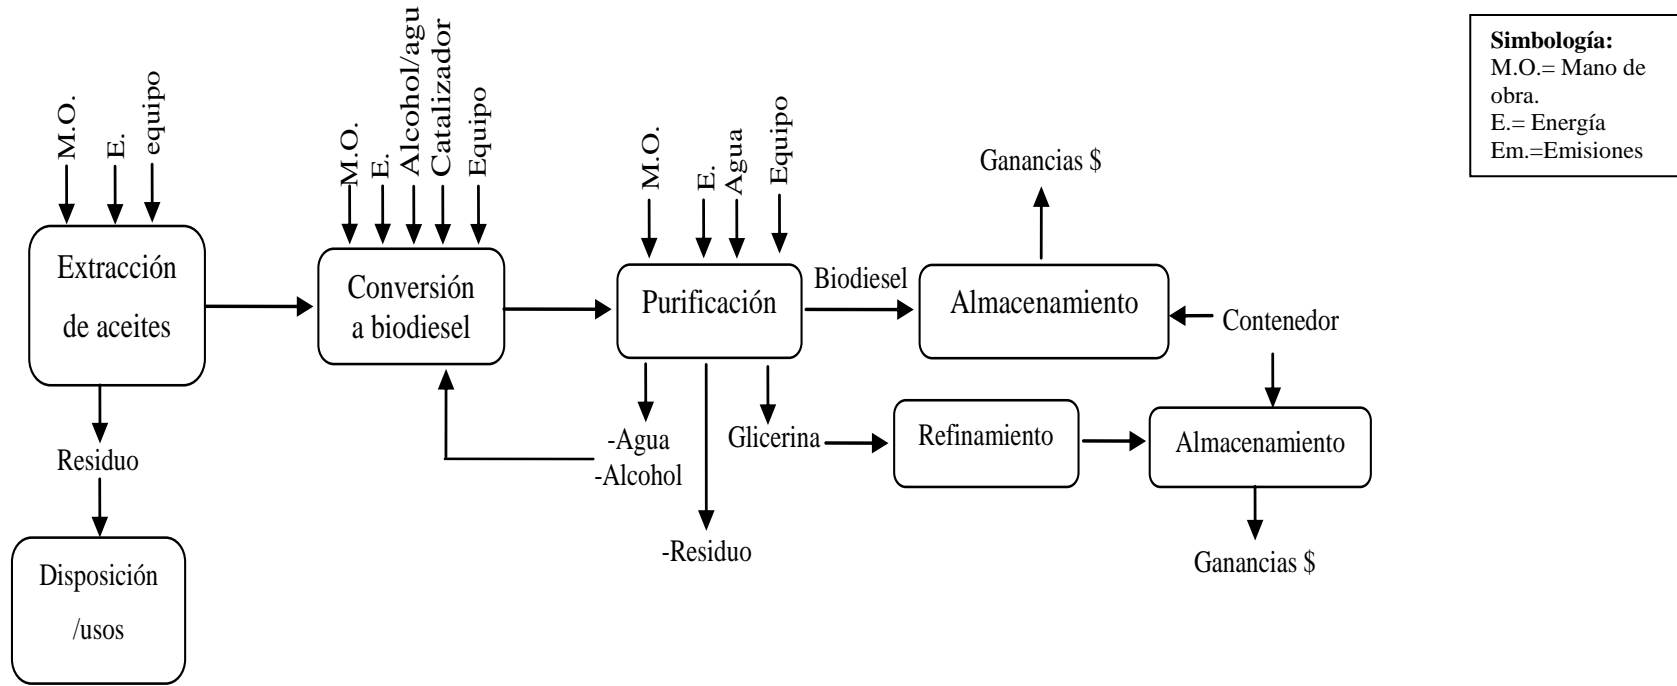 Simbología:
M.O.= Mano de
obra.
E.= Energía
Em.=Emisiones
M.O.
E.
equipo
M.O.
E.
Alcohol/agu
Catalizador
Equipo
M.O.
E.
Agua
Equipo
Ganancias $
Extracción
de aceites
Conversión
a biodiesel
Purificación
Biodiesel
Almacenamiento
Contenedor
Residuo
-Agua
-Alcohol
Glicerina
Refinamiento
Almacenamiento
-Residuo
Ganancias $
Disposición
/usos